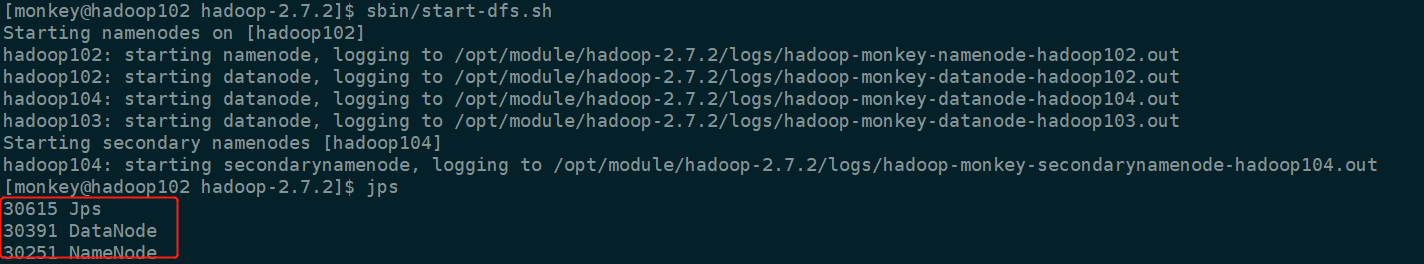 [monkey@hadoop102 hadoop-2.7.2]$ sbin/start-dfs.sh
Starting namenodes on [hadoop102]
hadoop102: starting namenode, logging to /opt/module/hadoop-2.7.2/logs/hadoop-monkey-namenode-hadoop102.out
hadoop102: starting datanode, logging to /opt/module/hadoop-2.7.2/logs/hadoop-monkey-datanode-hadoop102.out
hadoop104: starting datanode, logging to /opt/module/hadoop-2.7.2/logs/hadoop-monkey-datanode-hadoop104.out
hadoop103: starting datanode, logging to /opt/module/hadoop-2.7.2/logs/hadoop-monkey-datanode-hadoop103.out
Starting secondary namenodes [hadoop104]
hadoop104: starting secondarynamenode, logging to /opt/module/hadoop-2.7.2/logs/hadoop-monkey-secondarynamenode-hadoop104.out
[monkey@hadoop102 hadoop-2.7.2]$ jps
30615 Jps
30391 DataNode
30251 NameNode